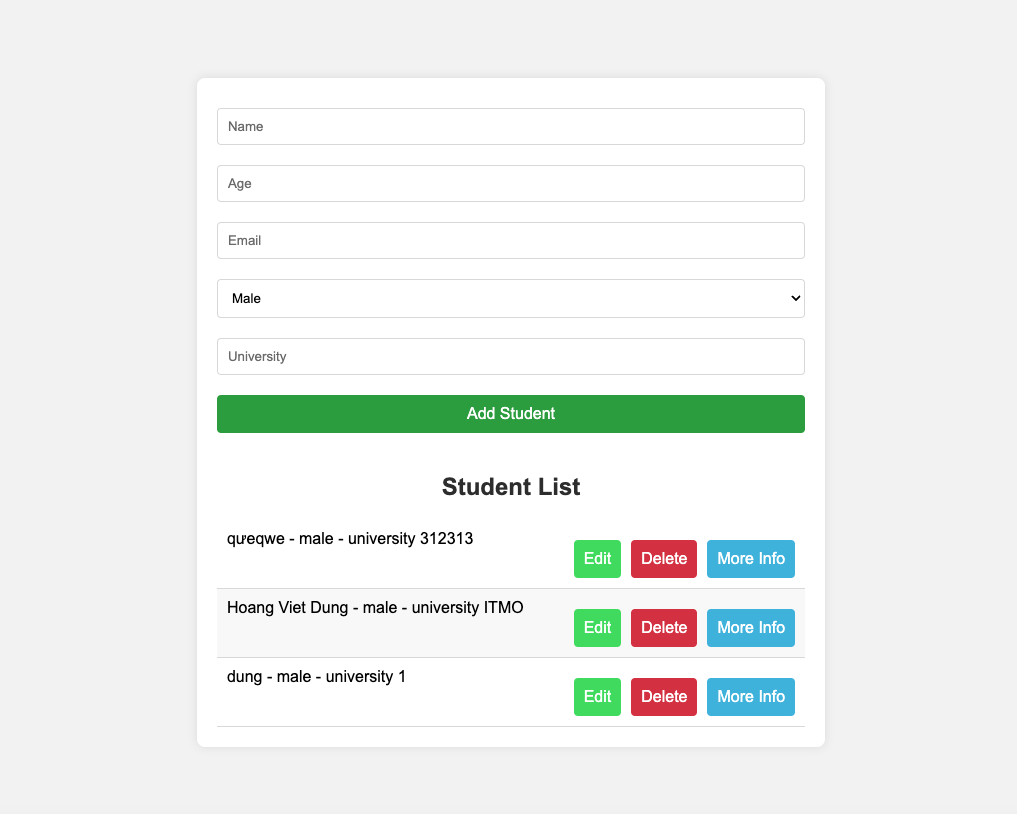 Name
Age
Email
Male
University
Add Student
Student List
qưeqwe - male - university 312313
Edit Delete More Info
Hoang Viet Dung - male - university ITMO
Edit Delete More Info
dung - male - university 1
Edit Delete More Info